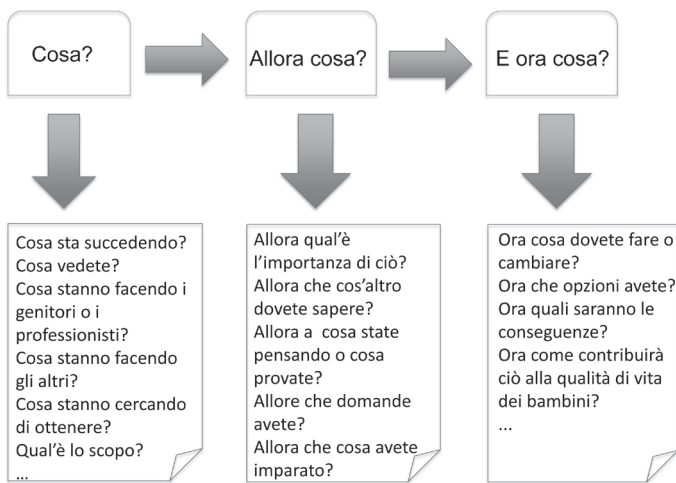 Cosa?
Allora cosa?
E ora cosa?
Cosa sta succedendo?
Cosa vedete?
Cosa stanno facendo i
genitori o i
professionisti?
Cosa stanno facendo
gli altri?
Cosa stanno cercando
di ottenere?
Qual'è lo scopo?
...
Allora qual'è
l'importanza di ciò?
Allora che cos'altro
dovete sapere?
Allora a cosa state
pensando o cosa
provate?
Allore che domande
avete?
Allora che cosa avete
imparato?
Ora cosa dovete fare o
cambiare?
Ora che opzioni avete?
Ora quali saranno le
conseguenze?
Ora come contribuirà
ciò alla qualità di vita
dei bambini?
...